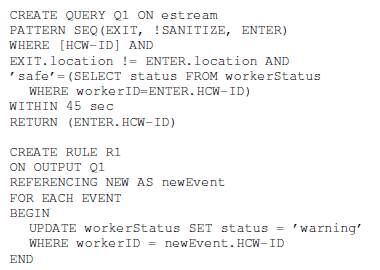 CREATE QUERY Q1 ON estream
PATTERN SEQ(EXIT, !SANITIZE, ENTER)
WHERE [HCW-ID] AND
EXIT.location != ENTER.location AND
'safe'=(SELECT status FROM workerStatus
WHERE workerID=ENTER.HCW-ID)
WITHIN 45 sec
RETURN (ENTER.HCW-ID)

CREATE RULE R1
ON OUTPUT Q1
REFERENCING NEW AS newEvent
FOR EACH EVENT
BEGIN
UPDATE workerStatus SET status = 'warning'
WHERE workerID = newEvent.HCW-ID
END